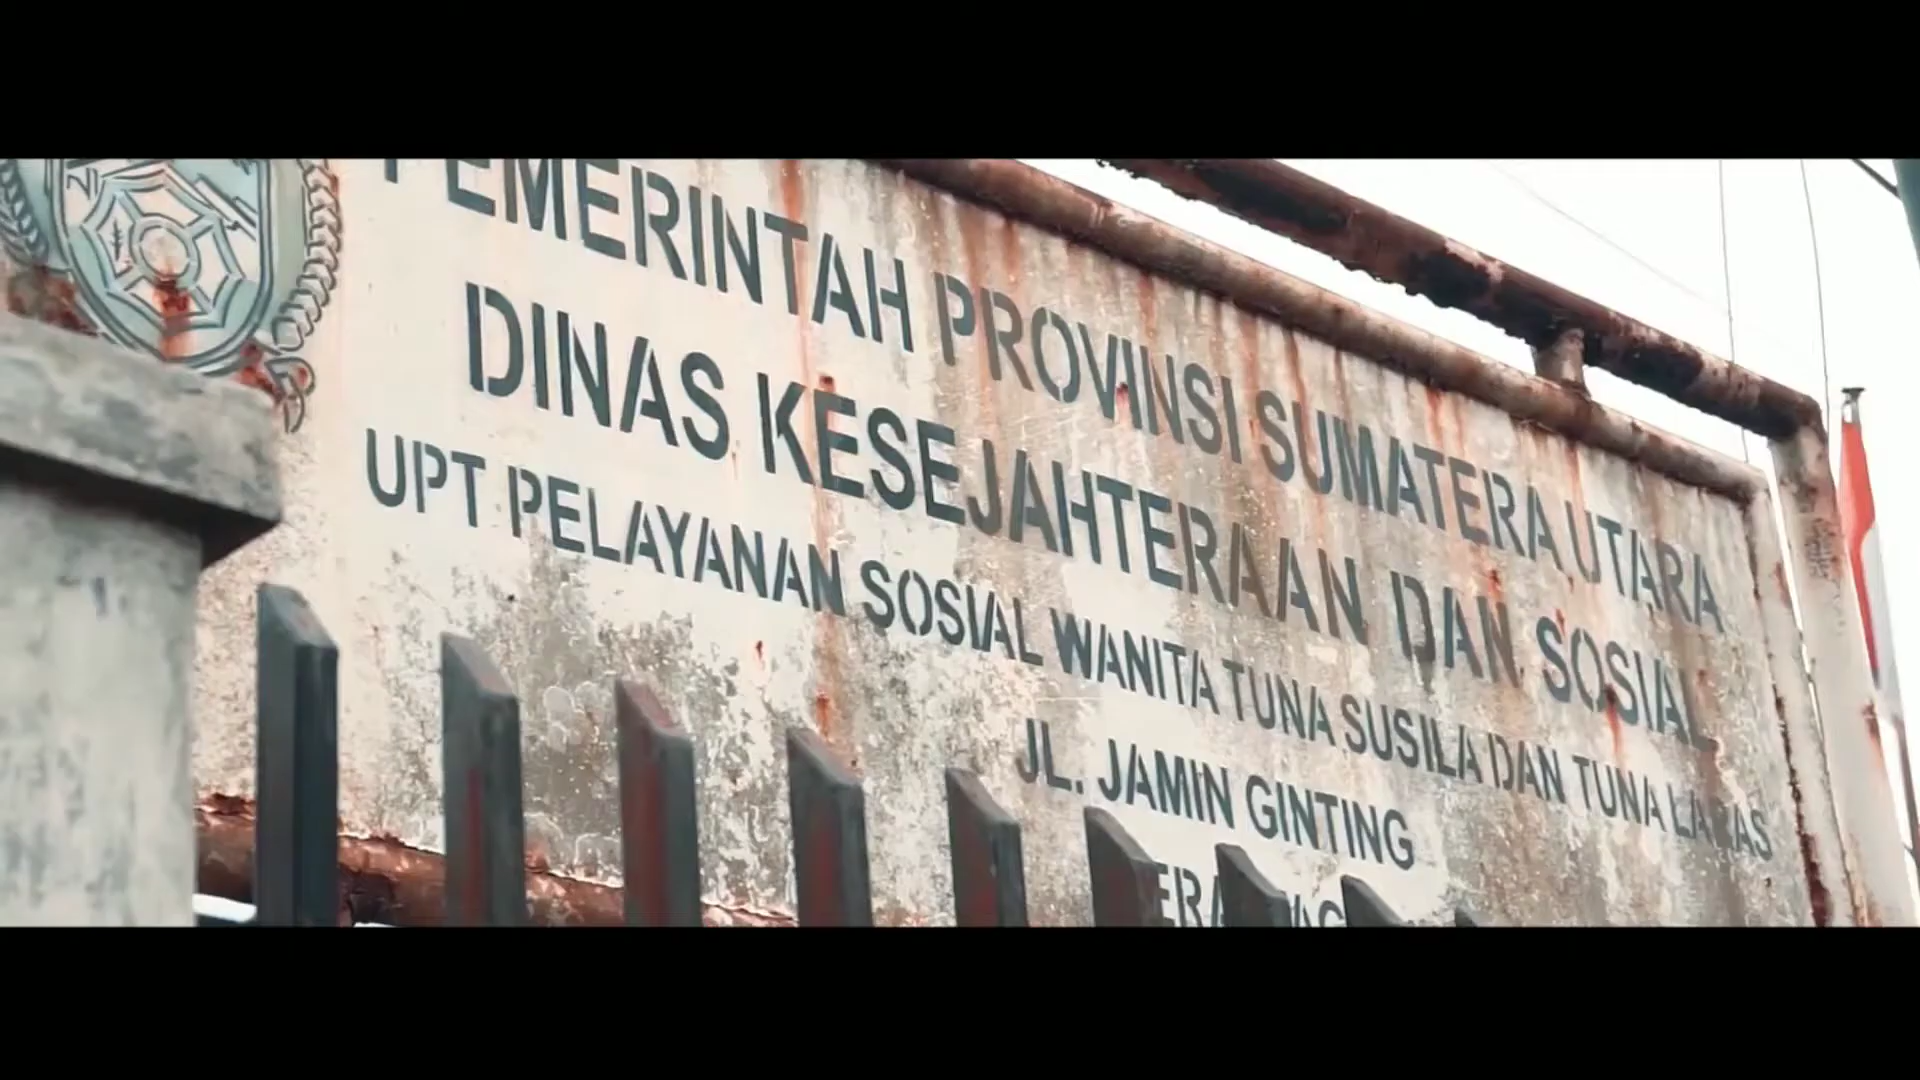 PEMERINTAH PROVINSI SUMATERA UTARA
DINAS KESEJAHTERAAN DAN SOSIAL
UPT PELAYANAN SOSIAL WANITA TUNA SUSILA DAN TUNA LARAS
JL. JAMIN GINTING